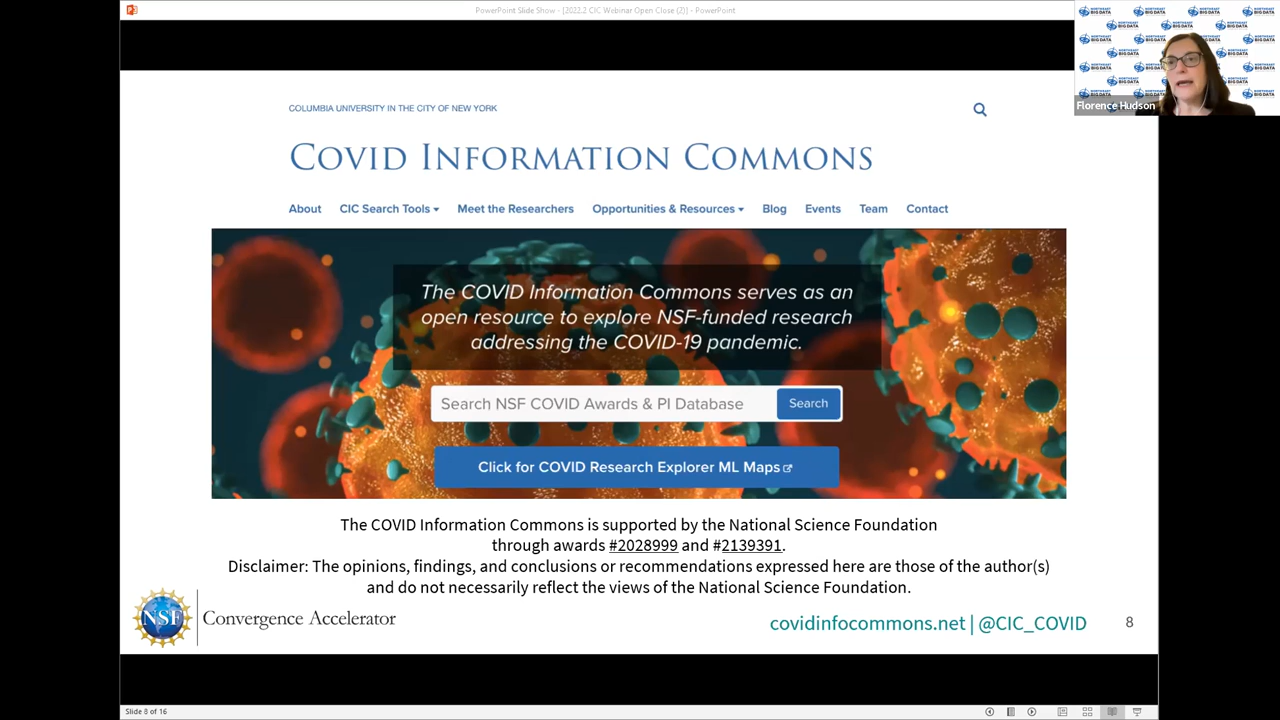 PowerPoint Slide Show - [2022.2 CIC Webinar Open Close (2)] - PowerPoint
NORTHEAST BIG DATA
Florence Hudson
COLUMBIA UNIVERSITY IN THE CITY OF NEW YORK
COVID INFORMATION COMMONS
About CIC Search Tools Meet the Researchers Opportunities & Resources Blog Events Team Contact
The COVID Information Commons serves as an
open resource to explore NSF-funded research
addressing the COVID-19 pandemic.
Search NSF COVID Awards & PI Database Search
Click for COVID Research Explorer ML Maps
The COVID Information Commons is supported by the National Science Foundation
through awards #2028999 and #2139391.
Disclaimer: The opinions, findings, and conclusions or recommendations expressed here are those of the author(s)
and do not necessarily reflect the views of the National Science Foundation.
NSF Convergence Accelerator
covidinfocommons.net | @CIC_COVID 8
Slide 8 of 16